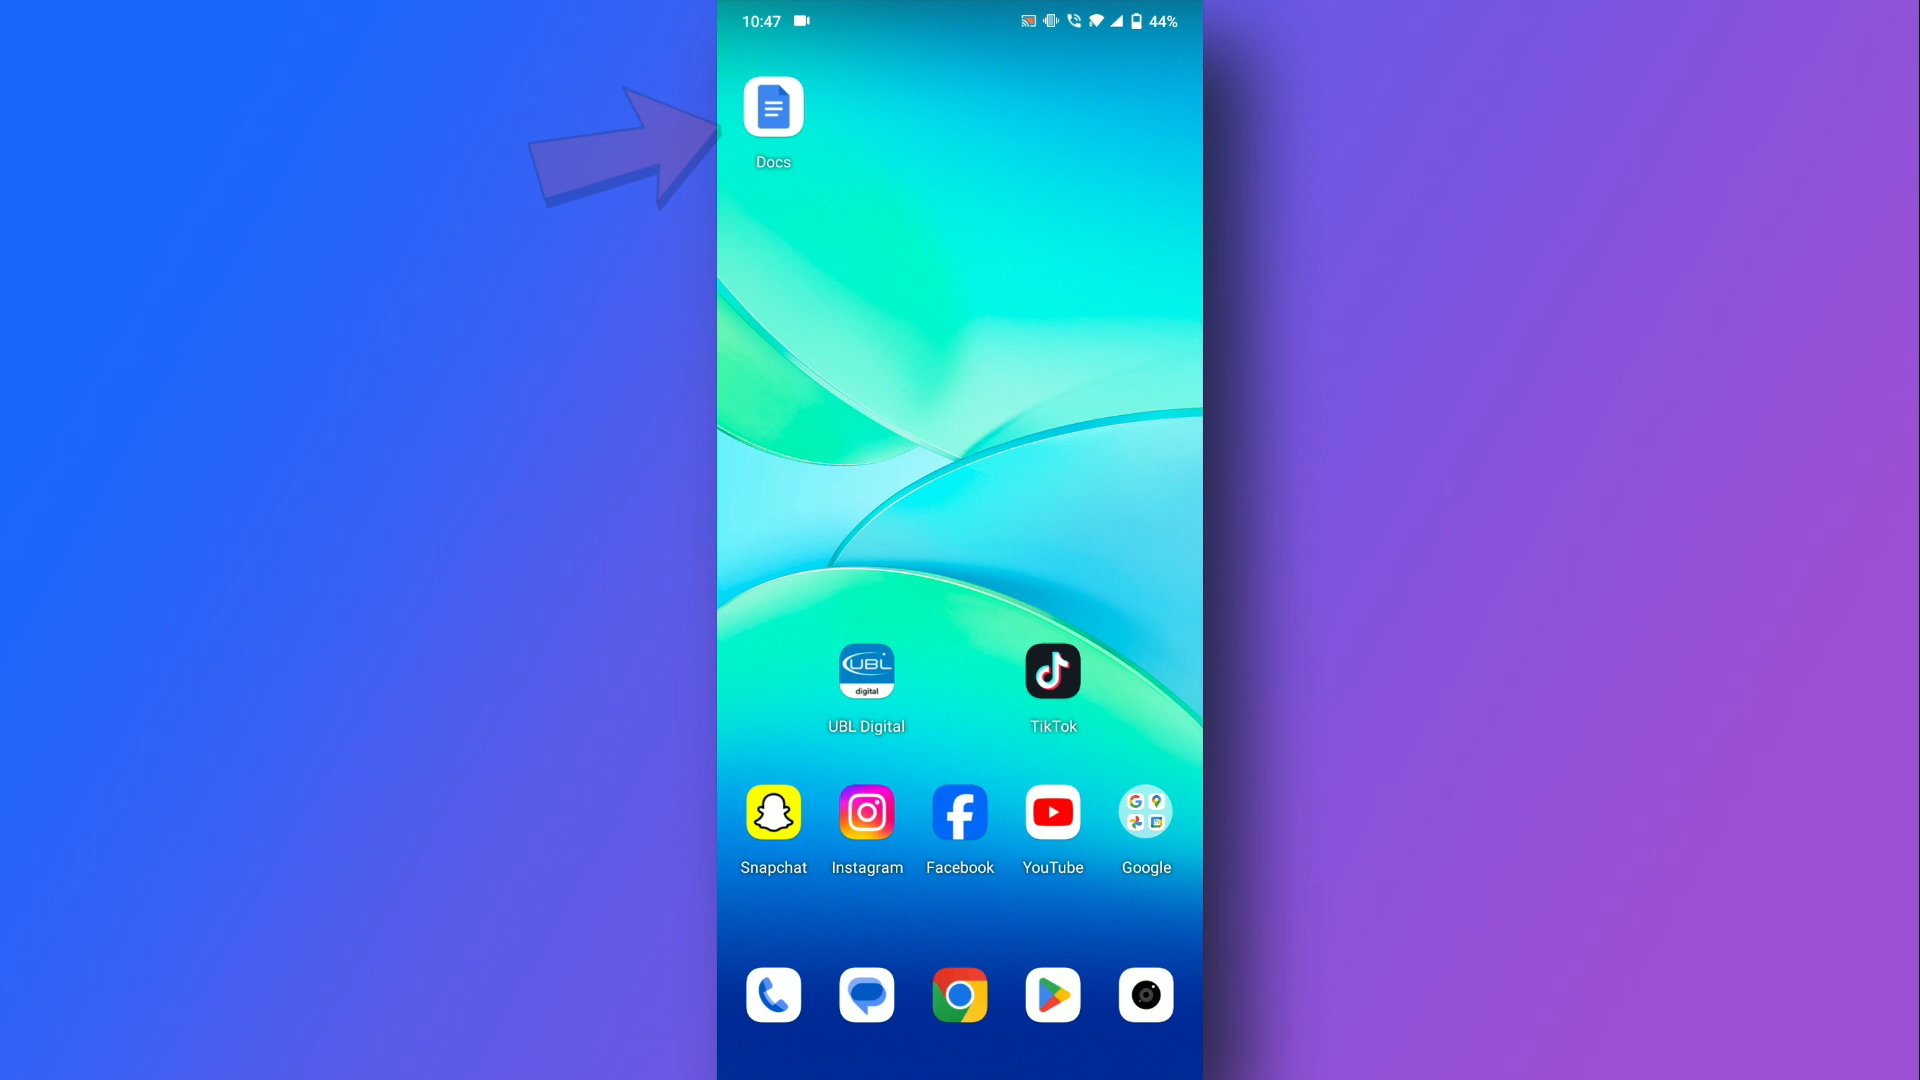 10:47
44%
Docs
UBL
digital
UBL Digital
TikTok
Snapchat
Instagram
Facebook
YouTube
Google